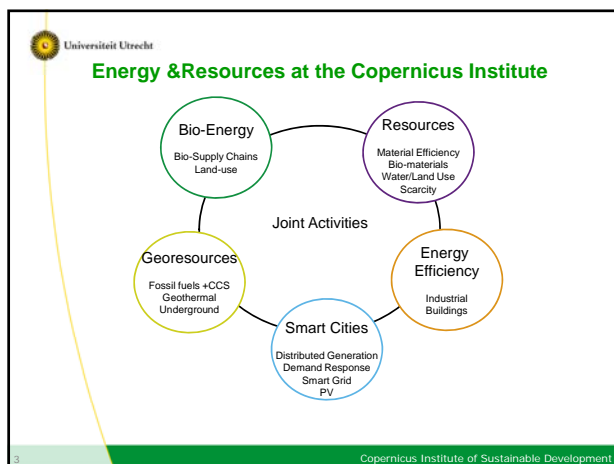 Universiteit Utrecht
Energy &Resources at the Copernicus Institute
Bio-Energy
Bio-Supply Chains
Land-use
Resources
Material Efficiency
Bio-materials
Water/Land Use
Scarcity
Joint Activities
Georesources
Fossil fuels +CCS
Geothermal
Underground
Energy
Efficiency
Industrial
Buildings
Smart Cities
Distributed Generation
Demand Response
Smart Grid
PV
3
Copernicus Institute of Sustainable Development